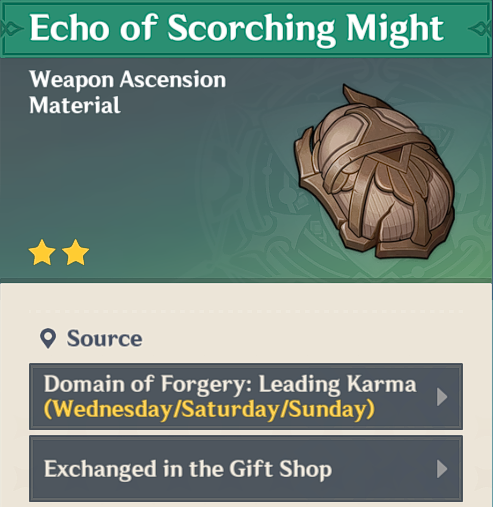 Echo of Scorching Might
Weapon Ascension
Material
Source
Domain of Forgery: Leading Karma
(Wednesday/Saturday/Sunday)
Exchanged in the Gift Shop